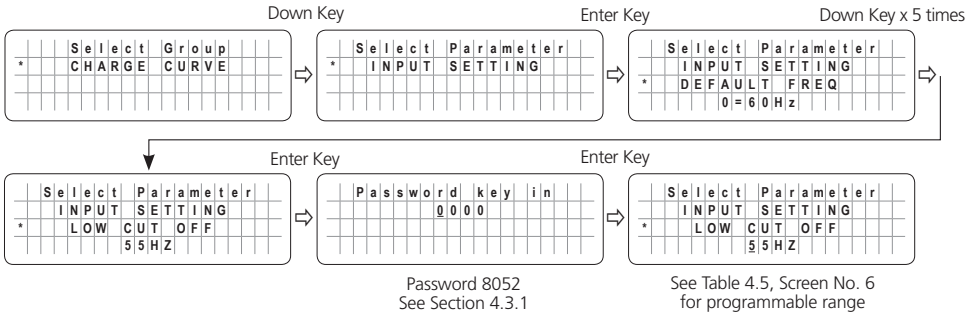 Down Key
Enter Key
Down Key x 5 times
Select Group
* CHARGE CURVE
Select Parameter
* INPUT SETTING
Select Parameter
INPUT SETTING
* DEFAULT FREQ
0=60Hz
Enter Key
Enter Key
Select Parameter
INPUT SETTING
* LOW CUT OFF
55HZ
Password key in
0000
Select Parameter
INPUT SETTING
* LOW CUT OFF
55HZ
Password 8052
See Section 4.3.1
See Table 4.5, Screen No. 6
for programmable range